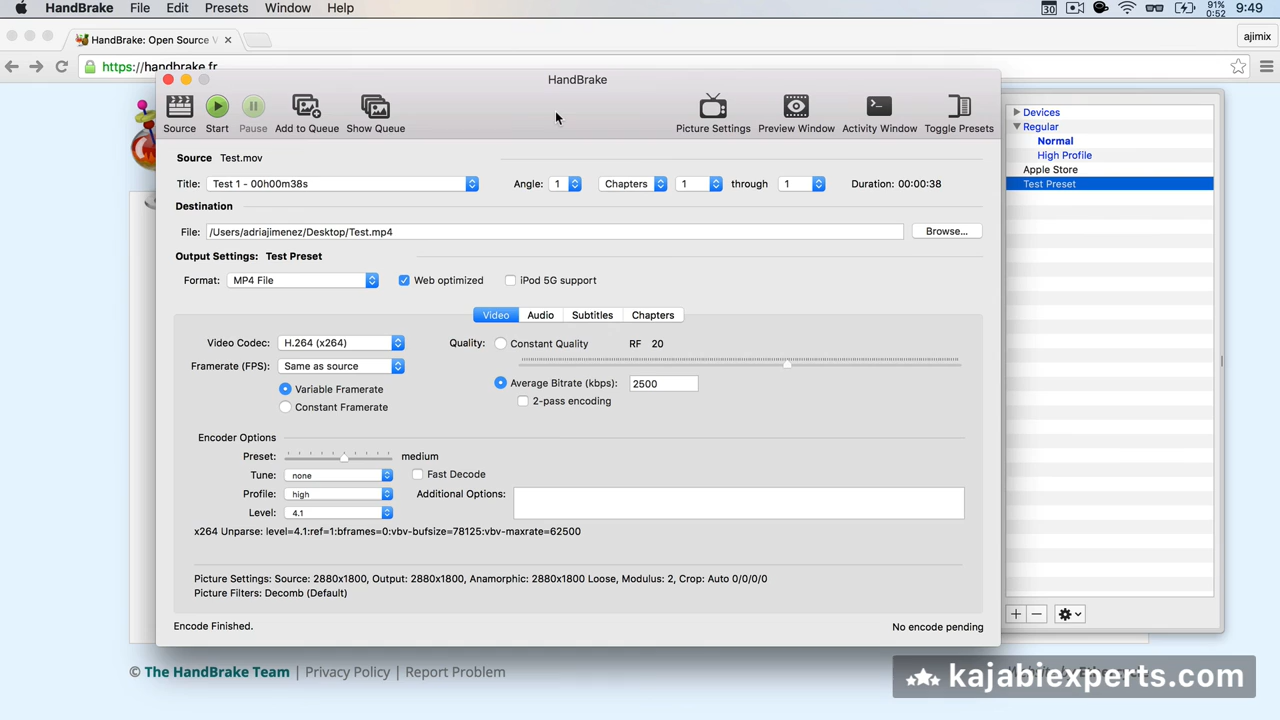 HandBrake File Edit Presets Window Help 30 91% 0:52 9:49
HandBrake: Open Source V
ajimix
https://handbrake.fr
HandBrake
Source Start Pause Add to Queue Show Queue Picture Settings Preview Window Activity Window Toggle Presets
Source Test.mov
Title: Test 1 - 00h00m38s Angle: 1 Chapters 1 through 1 Duration: 00:00:38
Destination
File: /Users/adriajimenez/Desktop/Test.mp4 Browse...
Output Settings: Test Preset
Format: MP4 File Web optimized iPod 5G support
Video Audio Subtitles Chapters
Video Codec: H.264 (x264) Quality: Constant Quality RF 20
Framerate (FPS): Same as source
Variable Framerate Average Bitrate (kbps): 2500
Constant Framerate 2-pass encoding
Encoder Options
Preset: medium
Tune: none Fast Decode
Profile: high Additional Options:
Level: 4.1
x264 Unparse: level=4.1:ref=1:bframes=0:vbv-bufsize=78125:vbv-maxrate=62500
Picture Settings: Source: 2880x1800, Output: 2880x1800, Anamorphic: 2880x1800 Loose, Modulus: 2, Crop: Auto 0/0/0/0
Picture Filters: Decomb (Default)
Encode Finished. No encode pending
Devices
Regular
Normal
High Profile
Apple Store
Test Preset
© The HandBrake Team | Privacy Policy | Report Problem
kajabiexperts.com